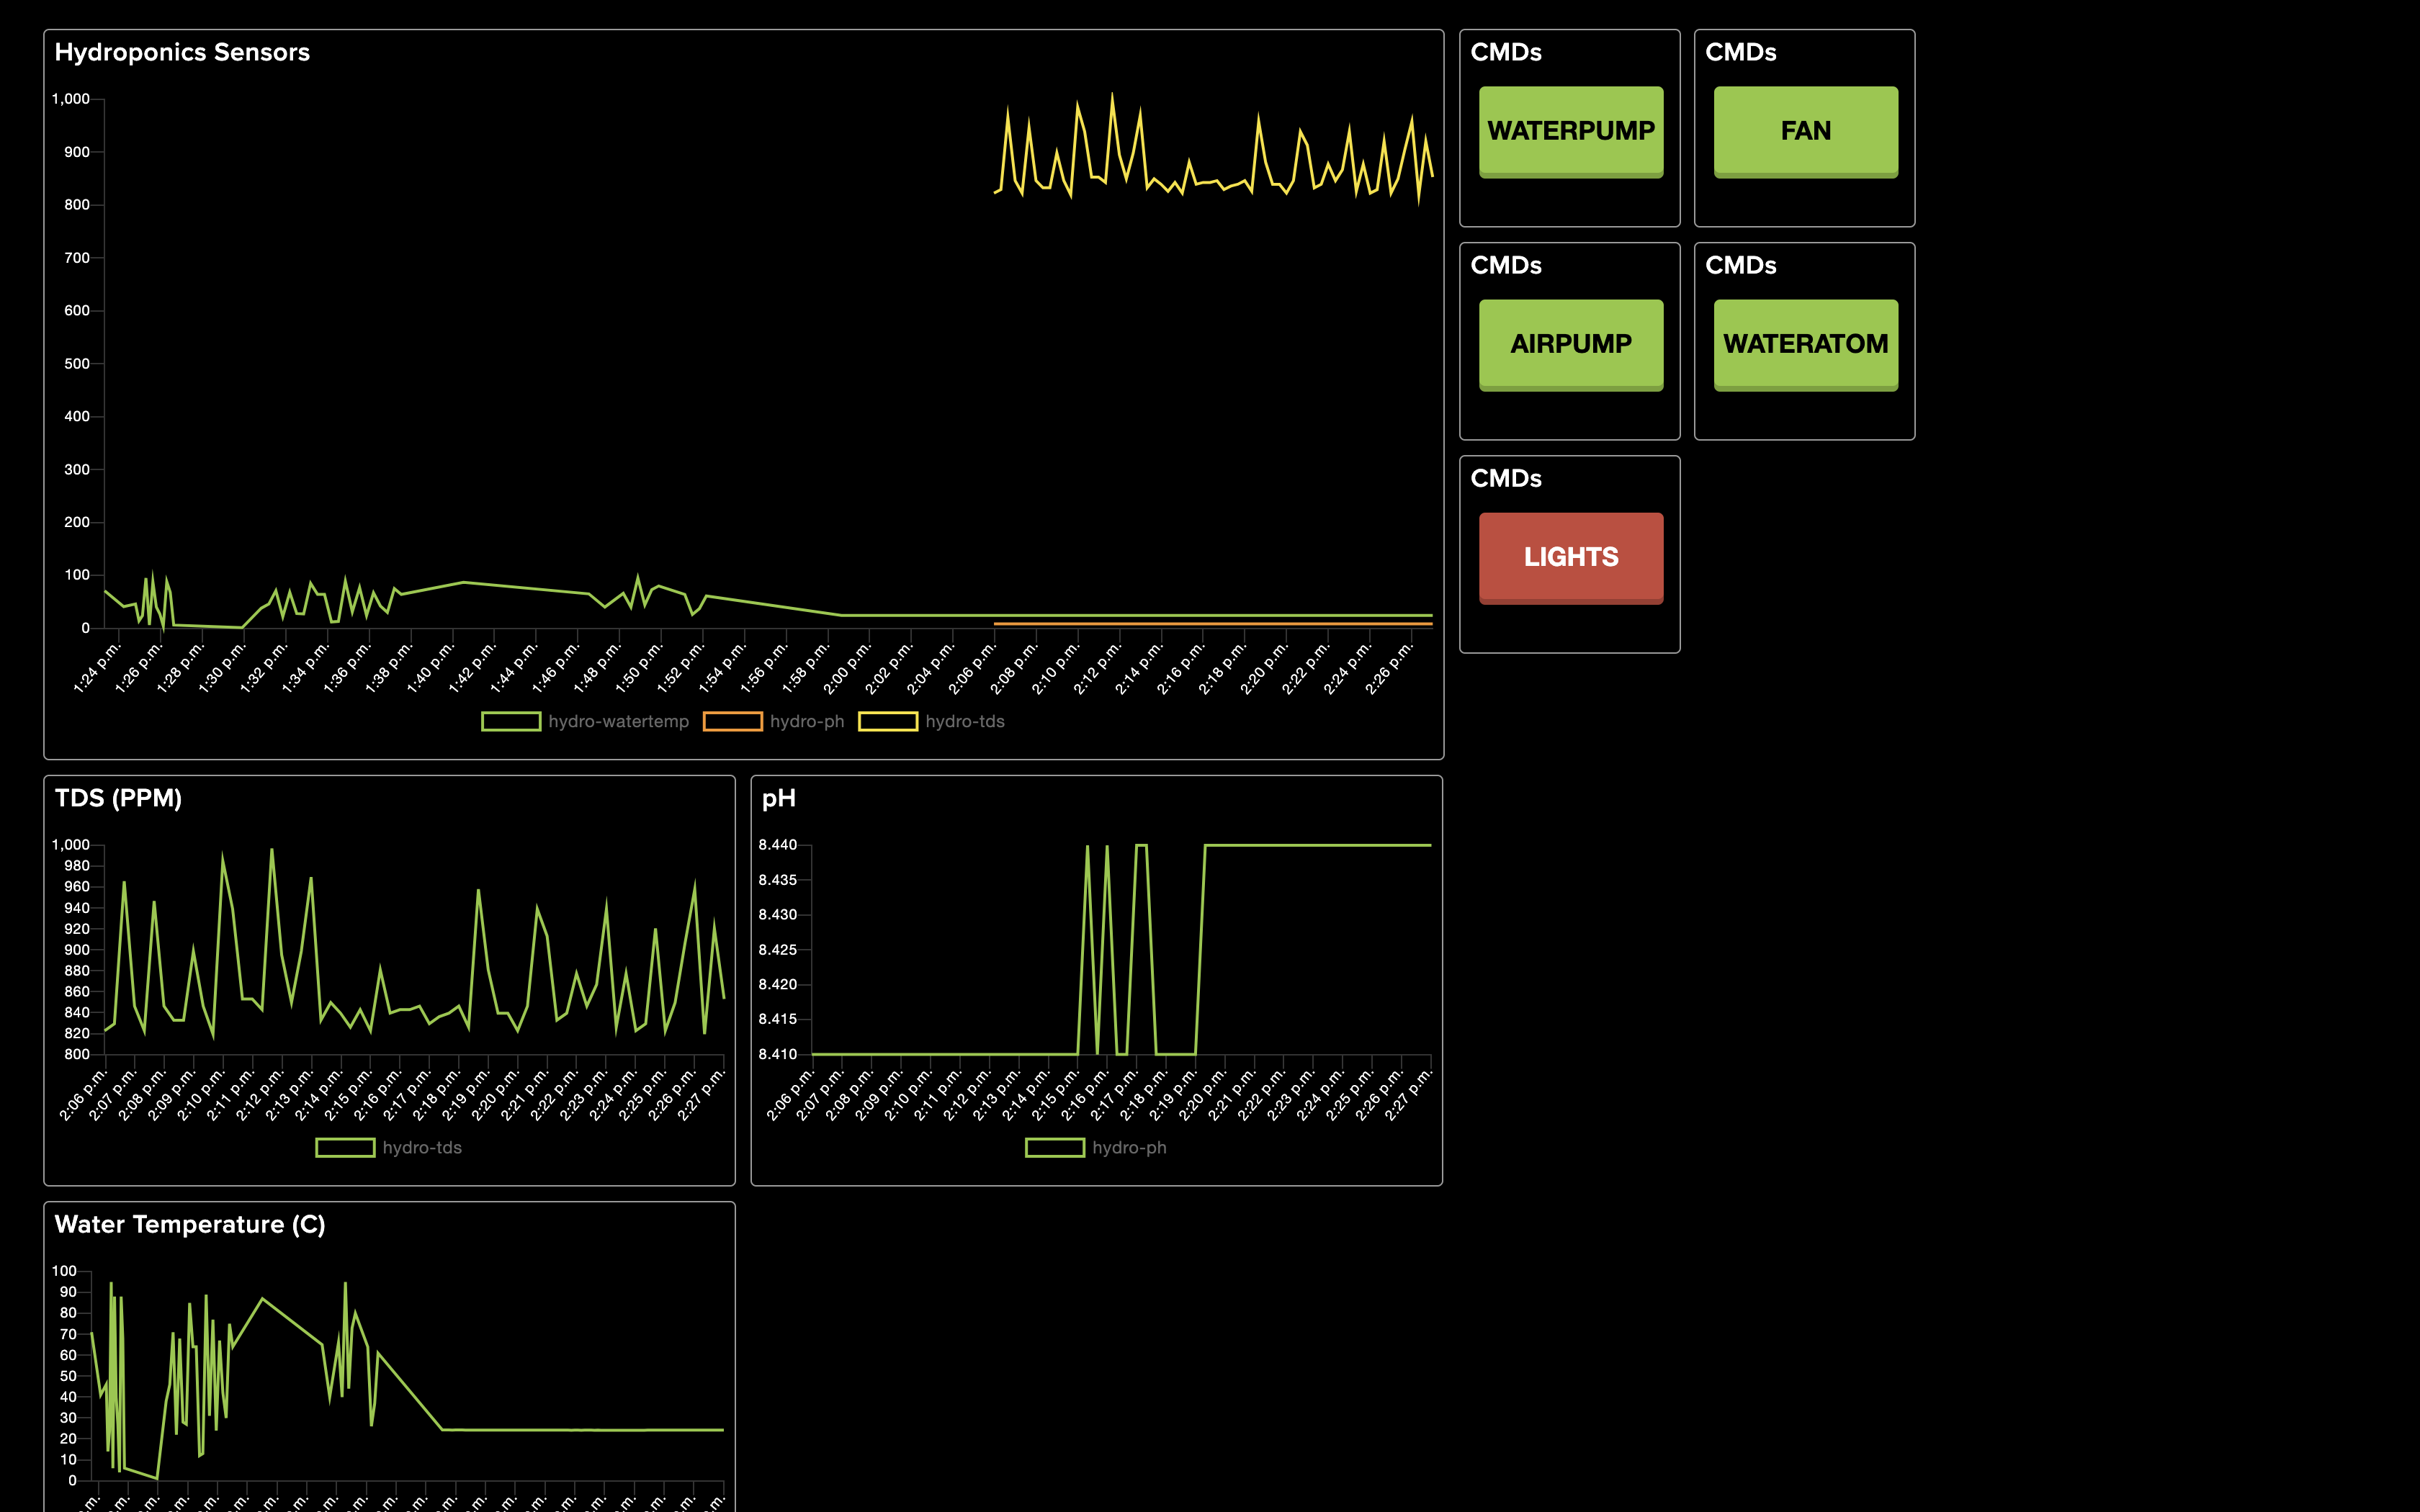 Hydroponics Sensors
1,000
900
800
700
600
500
400
300
200
100
0
1:24 p.m.
1:26 p.m.
1:28 p.m.
1:30 p.m.
1:32 p.m.
1:34 p.m.
1:36 p.m.
1:38 p.m.
1:40 p.m.
1:42 p.m.
1:44 p.m.
1:46 p.m.
1:48 p.m.
1:50 p.m.
1:52 p.m.
1:54 p.m.
1:56 p.m.
1:58 p.m.
2:00 p.m.
2:02 p.m.
2:04 p.m.
2:06 p.m.
2:08 p.m.
2:10 p.m.
2:12 p.m.
2:14 p.m.
2:16 p.m.
2:18 p.m.
2:20 p.m.
2:22 p.m.
2:24 p.m.
2:26 p.m.
hydro-watertemp
hydro-ph
hydro-tds
CMDs
WATERPUMP
CMDs
FAN
CMDs
AIRPUMP
CMDs
WATERATOM
CMDs
LIGHTS
TDS (PPM)
1,000
980
960
940
920
900
880
860
840
820
800
2:06 p.m.
2:07 p.m.
2:08 p.m.
2:09 p.m.
2:10 p.m.
2:11 p.m.
2:12 p.m.
2:13 p.m.
2:14 p.m.
2:15 p.m.
2:16 p.m.
2:17 p.m.
2:18 p.m.
2:19 p.m.
2:20 p.m.
2:21 p.m.
2:22 p.m.
2:23 p.m.
2:24 p.m.
2:25 p.m.
2:26 p.m.
2:27 p.m.
hydro-tds
pH
8.440
8.435
8.430
8.425
8.420
8.415
8.410
2:06 p.m.
2:07 p.m.
2:08 p.m.
2:09 p.m.
2:10 p.m.
2:11 p.m.
2:12 p.m.
2:13 p.m.
2:14 p.m.
2:15 p.m.
2:16 p.m.
2:17 p.m.
2:18 p.m.
2:19 p.m.
2:20 p.m.
2:21 p.m.
2:22 p.m.
2:23 p.m.
2:24 p.m.
2:25 p.m.
2:26 p.m.
2:27 p.m.
hydro-ph
Water Temperature (C)
100
90
80
70
60
50
40
30
20
10
0